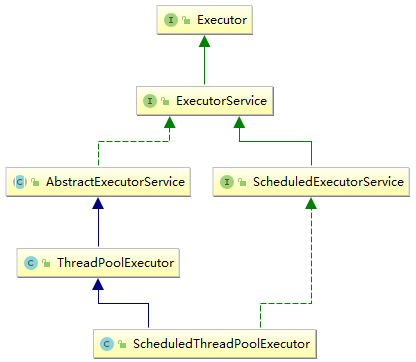 I Executor
I ExecutorService
C AbstractExecutorService
I ScheduledExecutorService
C ThreadPoolExecutor
C ScheduledThreadPoolExecutor